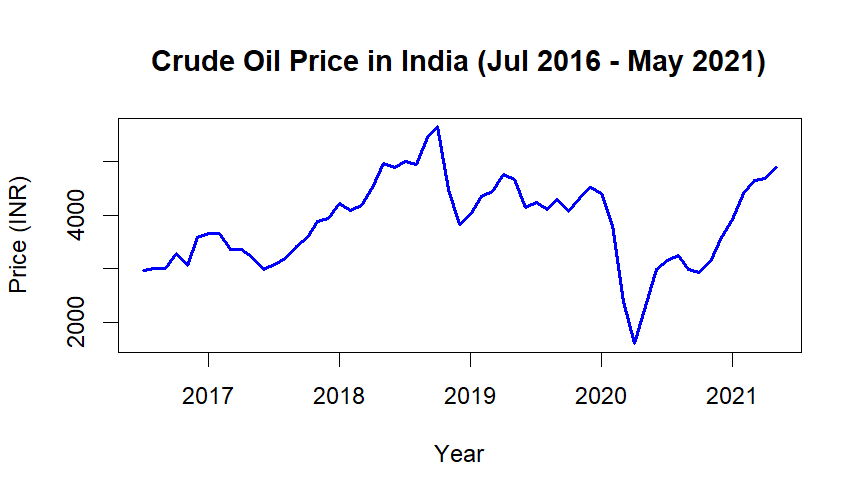 Crude Oil Price in India (Jul 2016 - May 2021)
Price (INR)
4000
2000
2017 2018 2019 2020 2021
Year